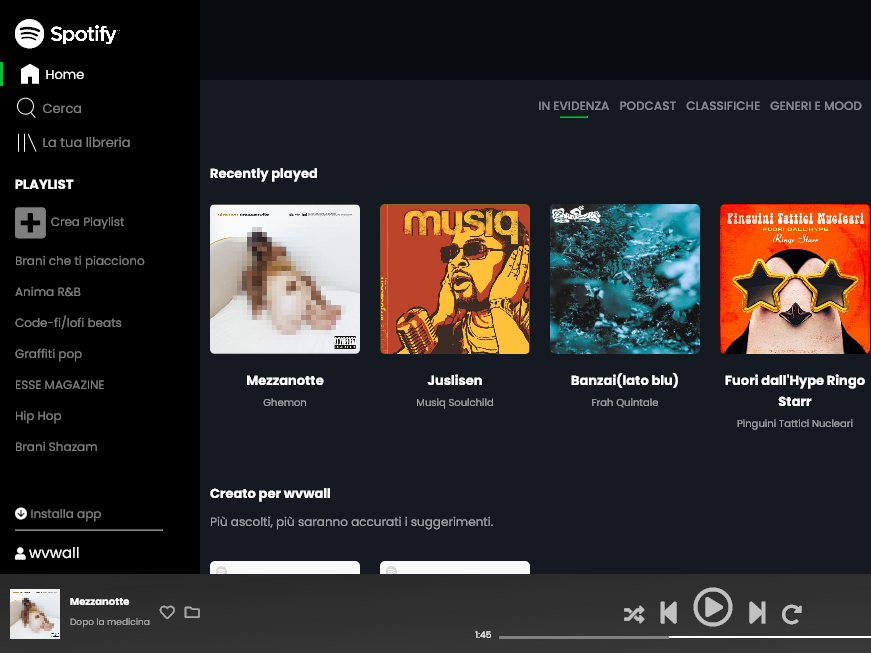 Spotify
Home
Cerca
La tua libreria
PLAYLIST
Crea Playlist
Brani che ti piacciono
Anima R&B
Code-fi/lofi beats
Graffiti pop
ESSE MAGAZINE
Hip Hop
Brani Shazam
Installa app
wvwall
IN EVIDENZA PODCAST CLASSIFICHE GENERI E MOOD
Recently played
ghemon mezzanotte
musiq
Pinguini Tattici Nucleari
FUORI DALL'HYPE
Ringo Starr
Mezzanotte
Ghemon
Juslisen
Musiq Soulchild
Banzai(lato blu)
Frah Quintale
Fuori dall'Hype Ringo
Starr
Pinguini Tattici Nucleari
Creato per wvwall
Più ascolti, più saranno accurati i suggerimenti.
Mezzanotte
Dopo la medicina
1:45